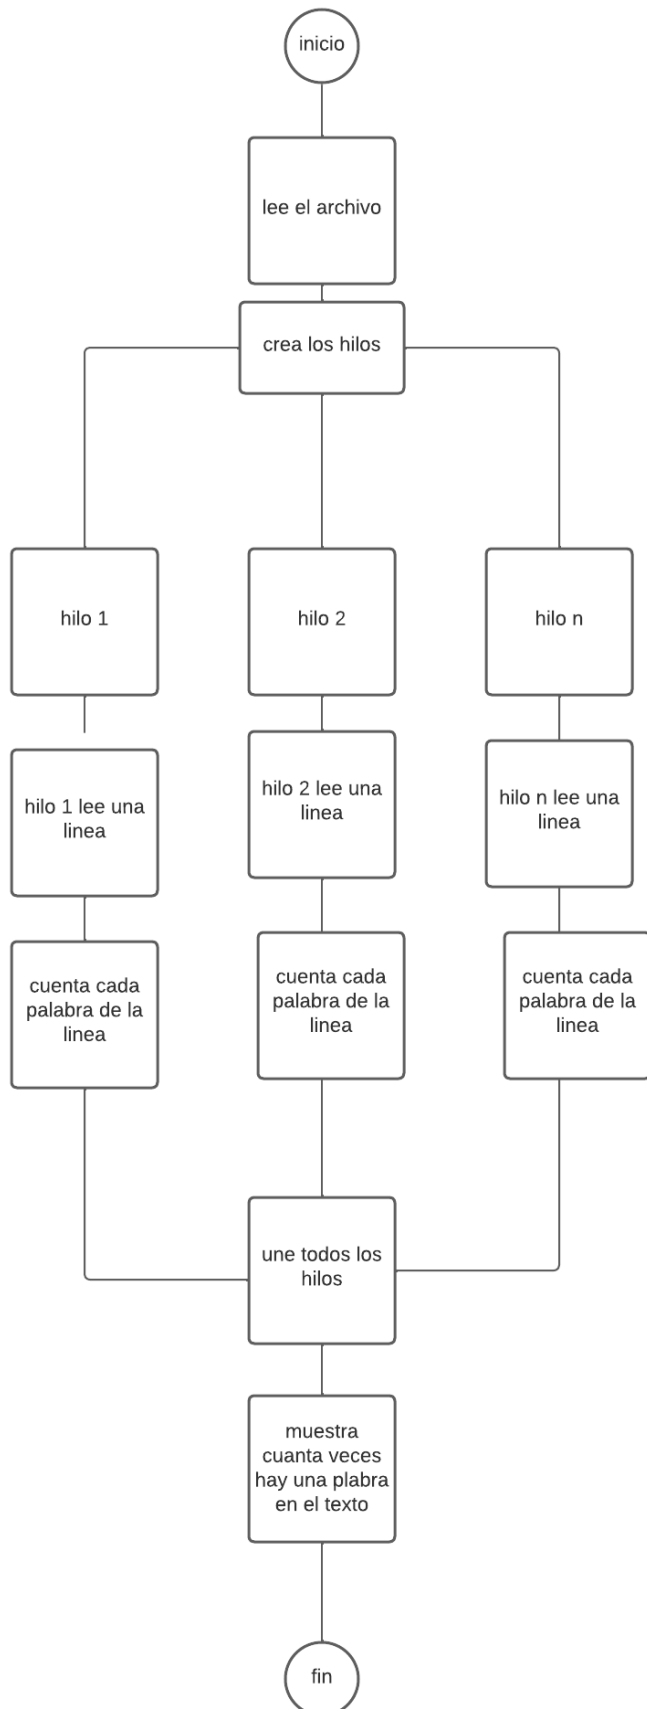 inicio
lee el archivo
crea los hilos
hilo 1
hilo 2
hilo n
hilo 1 lee una
linea
hilo 2 lee una
linea
hilo n lee una
linea
cuenta cada
palabra de la
linea
cuenta cada
palabra de la
linea
cuenta cada
palabra de la
linea
une todos los
hilos
muestra
cuanta veces
hay una plabra
en el texto
fin